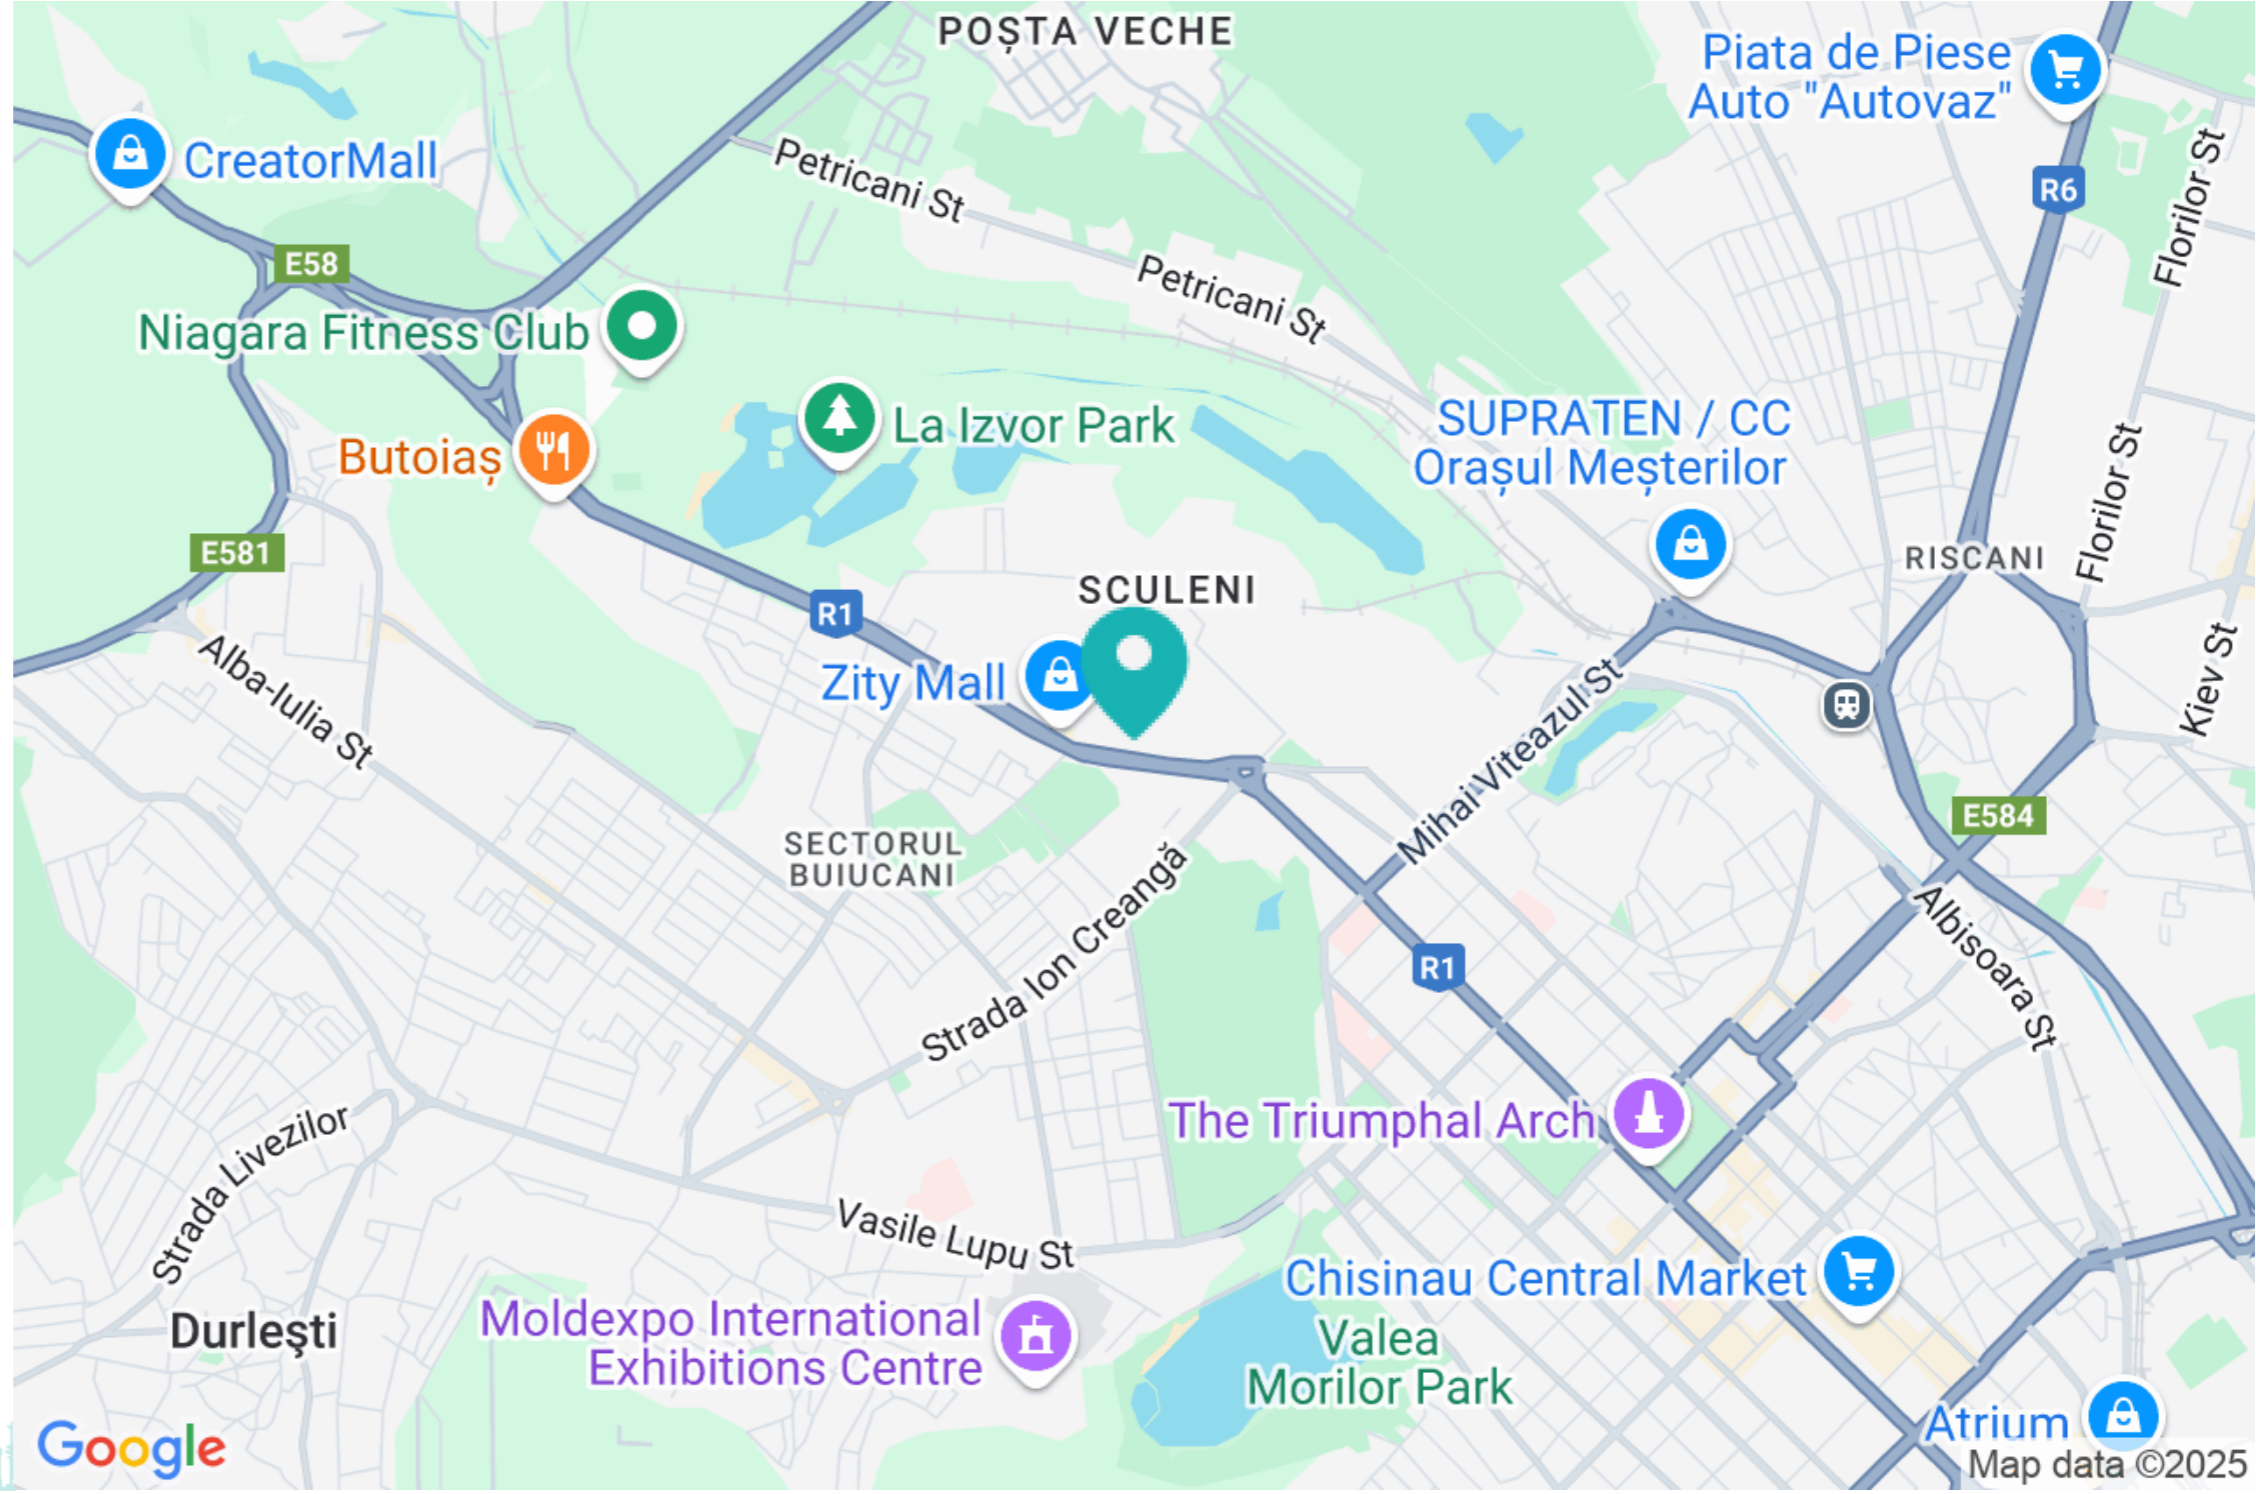 POȘTA VECHE
Piata de Piese
Auto "Autovaz"
CreatorMall
Petricani St
R6
Florilor St
E58
Petricani St
Niagara Fitness Club
La Izvor Park
SUPRATEN / CC
Orașul Meșterilor
Butoiaș
Florilor St
E581
RISCANI
SCULENI
R1
Alba-Iulia St
Zity Mall
Mihai Viteazul St
Kiev St
E584
SECTORUL
BUIUCANI
Strada Ion Creangă
Albisoara St
R1
Strada Livezilor
The Triumphal Arch
Vasile Lupu St
Chisinau Central Market
Durleşti
Moldexpo International
Exhibitions Centre
Valea
Morilor Park
Atrium
Google
Map data ©2025